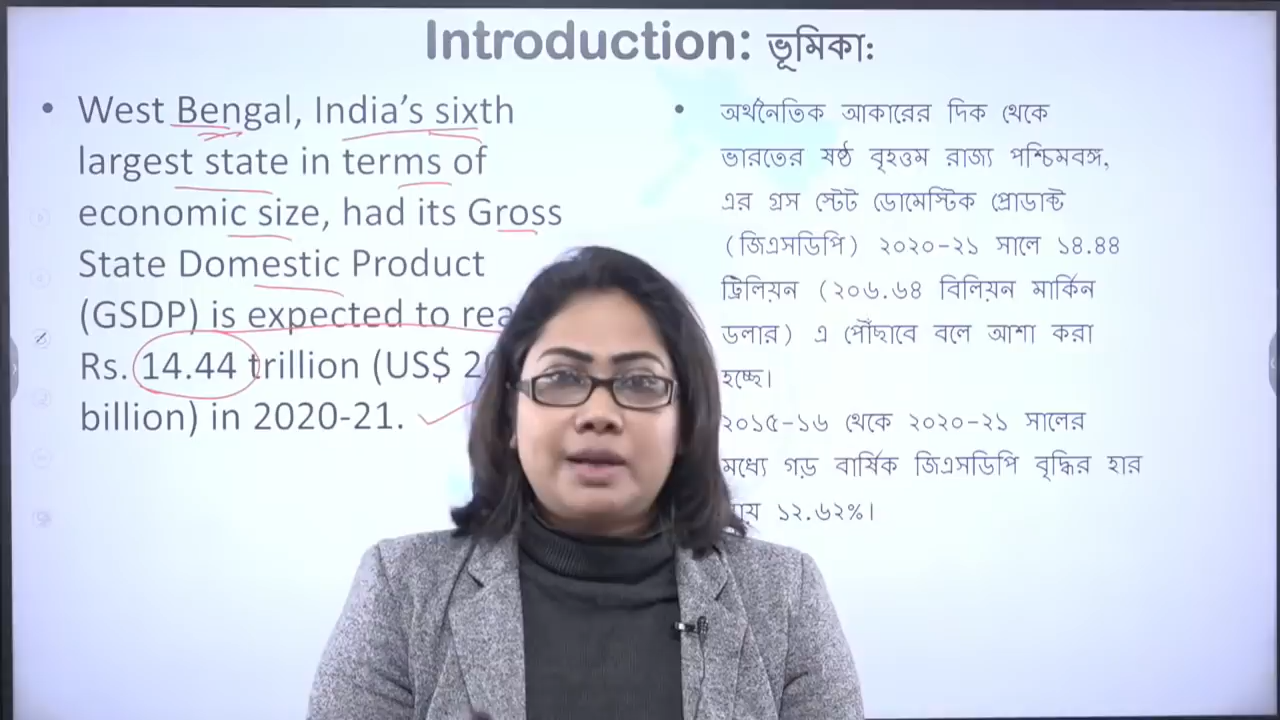 Introduction: ভূমিকা:
• West Bengal, India's sixth
largest state in terms of
economic size, had its Gross
State Domestic Product
(GSDP) is expected to
Rs. 14.44 trillion (US$
billion) in 2020-21.
• অর্থনৈতিক আকারের দিক থেকে
ভারতের ষষ্ঠ বৃহত্তম রাজ্য পশ্চিমবঙ্গ,
এর গ্রস স্টেট ডোমেস্টিক প্রোডাক্ট
(জিএসডিপি) ২০২০-২১ সালে ১৪.৪৪
ট্রিলিয়ন (২০৬.৬৪ বিলিয়ন মার্কিন
ডলার) এ পৌঁছাবে বলে আশা করা
হচ্ছে।
২০১৫-১৬ থেকে ২০২০-২১ সালের
মধ্যে গড় বার্ষিক জিএসডিপি বৃদ্ধির হার
১২.৬২%।